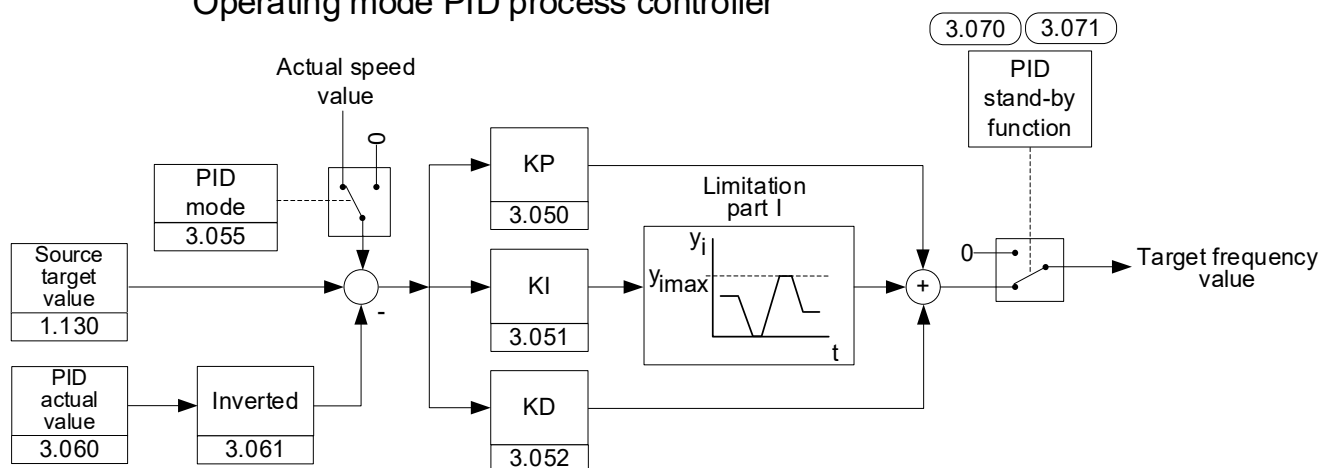 Operating mode PID process controller
3.070
3.071
Actual speed
value
PID
stand-by
function
0
PID
mode
3.055
KP
3.050
Limitation
part I
Source
target
value
1.130
-
KI
3.051
yi
yimax
t
+
0
Target frequency
value
PID
actual
value
3.060
Inverted
3.061
KD
3.052